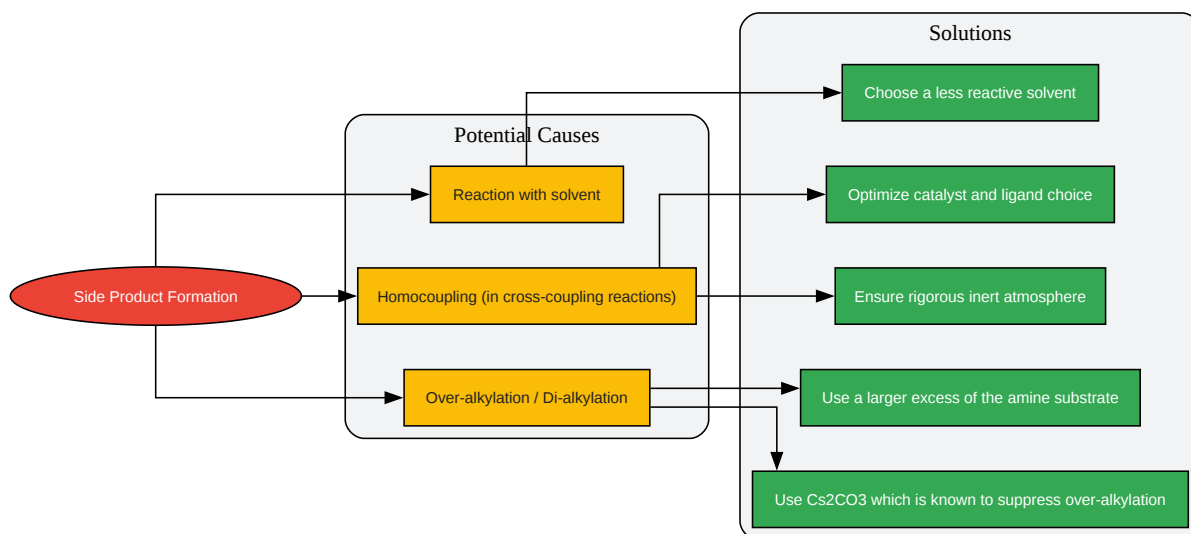 Solutions
Choose a less reactive solvent
Potential Causes
Reaction with solvent
Optimize catalyst and ligand choice
Side Product Formation
Homocoupling (in cross-coupling reactions)
Ensure rigorous inert atmosphere
Over-alkylation / Di-alkylation
Use a larger excess of the amine substrate
Use Cs2CO3 which is known to suppress over-alkylation